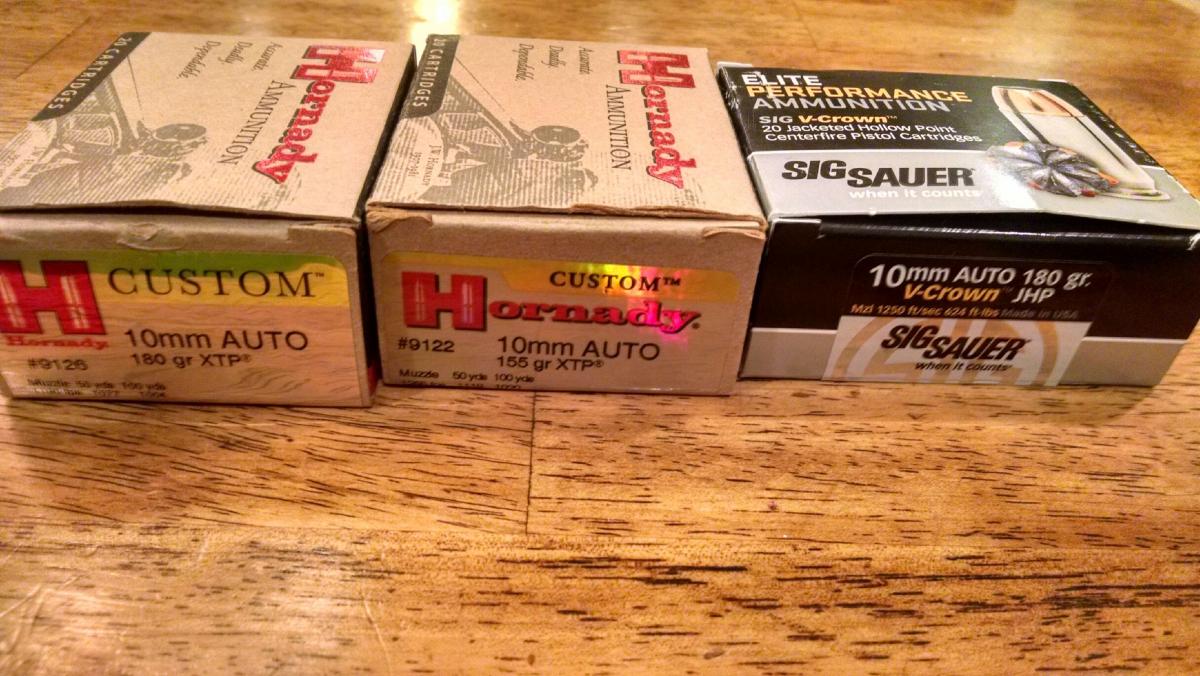 20 CARTRIDGES
Accurate.
Deadly.
Dependable.
Hornady
AMMUNITION
H CUSTOM™
Hornady.
10mm AUTO
#9126 180 gr XTP®
Muzzle 50 yds 100 yds
20 CARTRIDGES
Accurate.
Deadly.
Dependable.
Hornady
AMMUNITION
CUSTOM™
Hornady.
#9122 10mm AUTO
155 gr XTP®
Muzzle 50 yds 100 yds
ELITE
PERFORMANCE
AMMUNITION
SIG V-CROWN™
20 Jacketed Hollow Point
Centerfire Pistol Cartridges
SIG SAUER
when it counts
10mm AUTO 180 gr.
V-CROWN™ JHP
Mzl 1250 ft/sec 624 ft-lbs Made in USA
SIG SAUER
when it counts